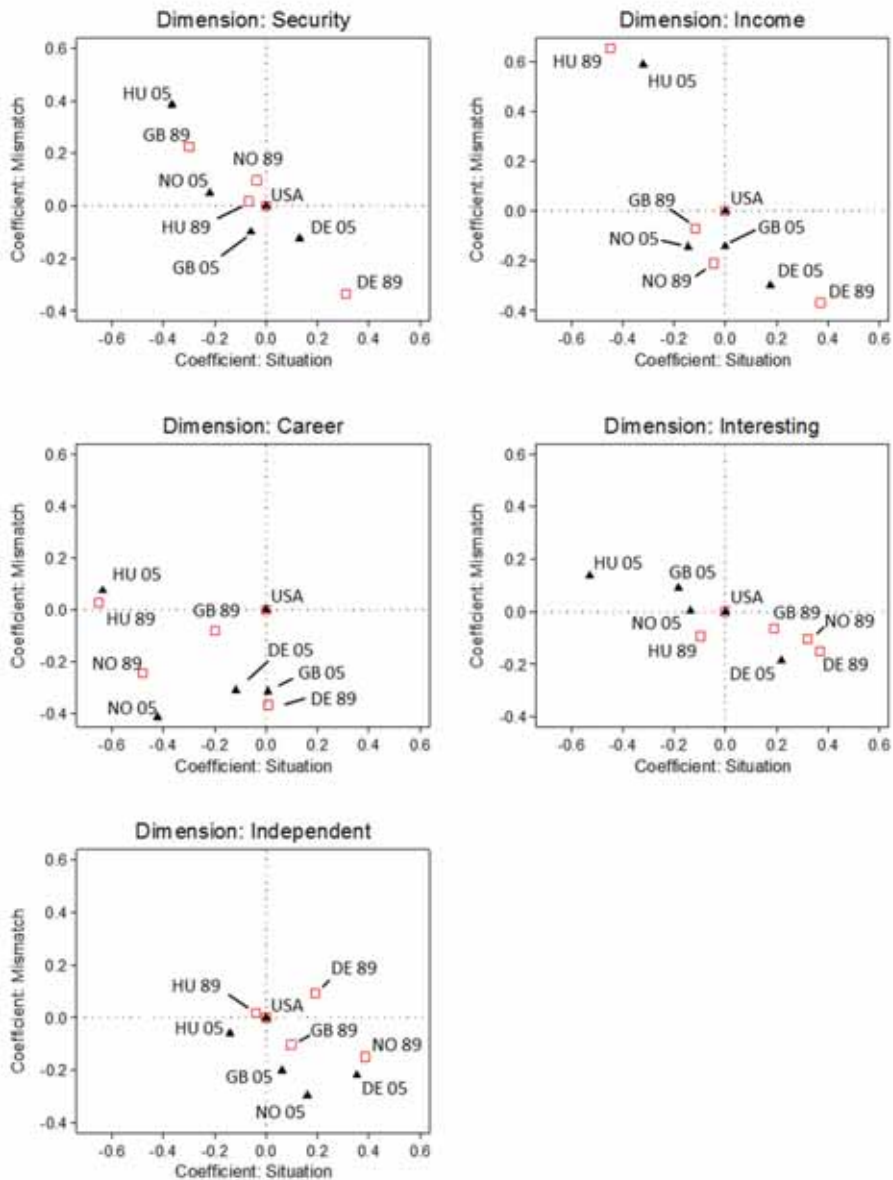 Dimension: Security
Coefficient: Mismatch
0.6
0.4
0.2
0.0
-0.2
-0.4
HU 05
GB 89
NO 89
NO 05
USA
HU 89
DE 05
GB 05
DE 89
-0.6 -0.4 -0.2 0.0 0.2 0.4 0.6
Coefficient: Situation
Dimension: Income
Coefficient: Mismatch
0.6
0.4
0.2
0.0
-0.2
-0.4
HU 89
HU 05
USA
GB 89
GB 05
NO 05
NO 89
DE 05
DE 89
-0.6 -0.4 -0.2 0.0 0.2 0.4 0.6
Coefficient: Situation
Dimension: Career
Coefficient: Mismatch
0.6
0.4
0.2
0.0
-0.2
-0.4
HU 05
USA
HU 89
GB 89
DE 05
NO 89
GB 05
DE 89
NO 05
-0.6 -0.4 -0.2 0.0 0.2 0.4 0.6
Coefficient: Situation
Dimension: Interesting
Coefficient: Mismatch
0.6
0.4
0.2
0.0
-0.2
-0.4
HU 05
GB 05
USA
GB 89
NO 05
NO 89
HU 89
DE 89
DE 05
-0.6 -0.4 -0.2 0.0 0.2 0.4 0.6
Coefficient: Situation
Dimension: Independent
Coefficient: Mismatch
0.6
0.4
0.2
0.0
-0.2
-0.4
DE 89
HU 89
USA
HU 05
GB 89
NO 89
GB 05
DE 05
NO 05
-0.6 -0.4 -0.2 0.0 0.2 0.4 0.6
Coefficient: Situation